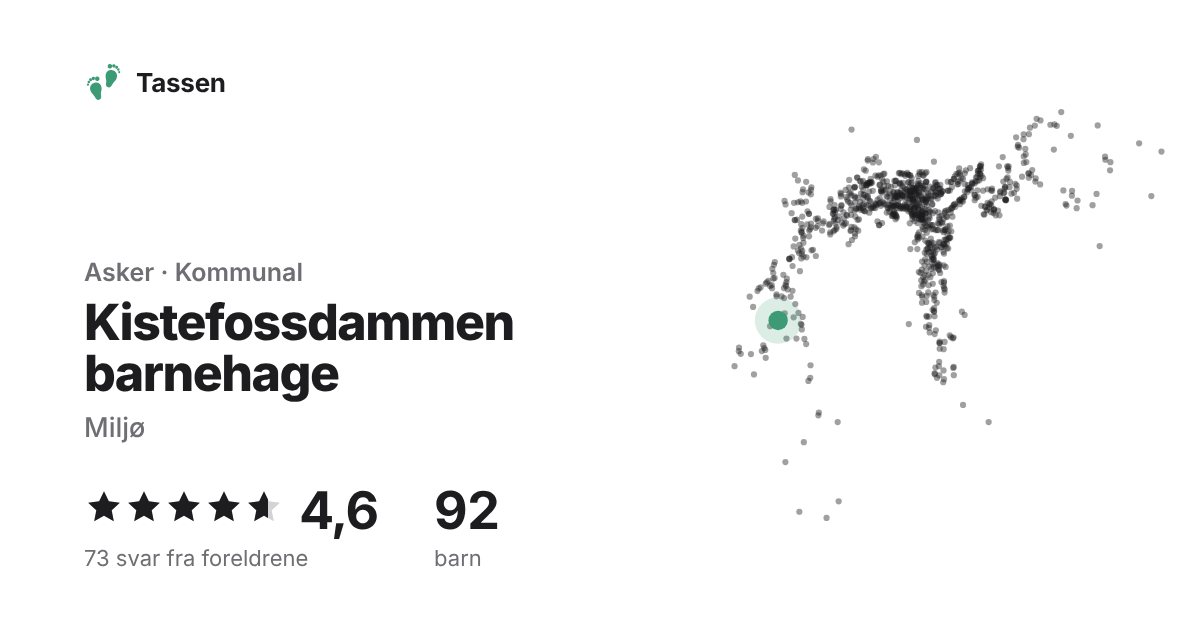 Tassen
Asker · Kommunal
Kistefossdammen
barnehage
Miljø
4,6
92
73 svar fra foreldrene
barn